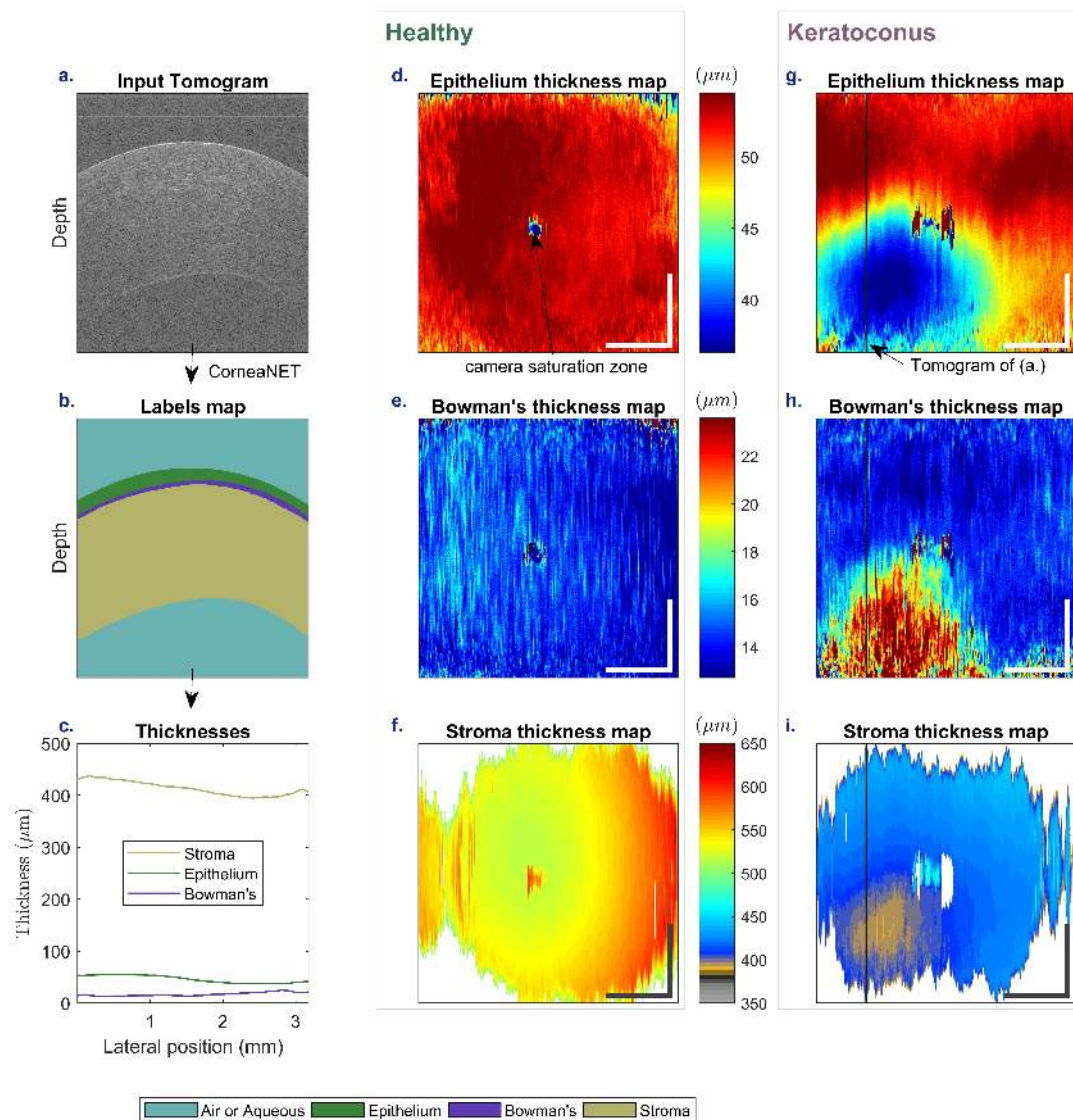 Healthy
Keratoconus
a.
Input Tomogram
Depth
CorneaNET
b.
Labels map
Depth
c.
Thicknesses
500
400
300
200
100
0
Thickness (μm)
Stroma
Epithelium
Bowman's
1
2
3
Lateral position (mm)
d.
Epithelium thickness map
(μm)
50
45
40
camera saturation zone
e.
Bowman's thickness map
(μm)
22
20
18
16
14
f.
Stroma thickness map
(μm)
650
600
550
500
450
400
350
g.
Epithelium thickness map
Tomogram of (a.)
h.
Bowman's thickness map
i.
Stroma thickness map
Air or Aqueous
Epithelium
Bowman's
Stroma